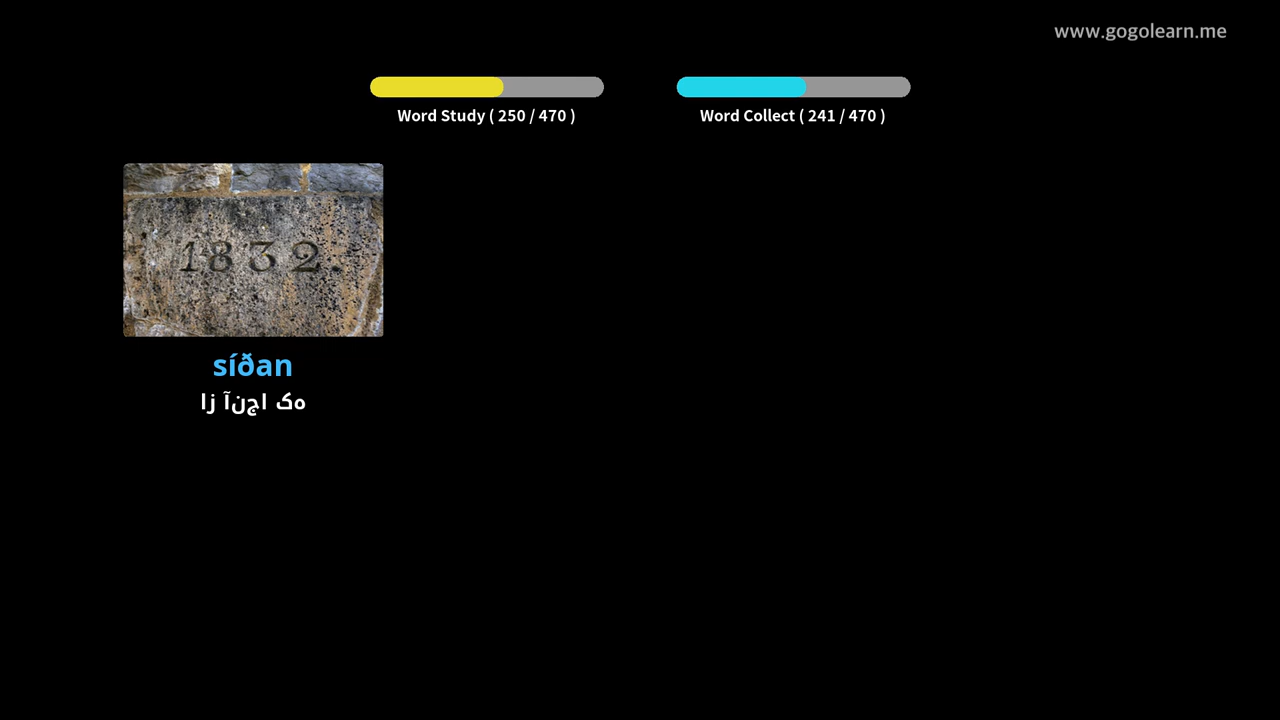 www.gogolearn.me
Word Study ( 250 / 470 )
Word Collect ( 241 / 470 )
1832.
síðan
از آنجا که